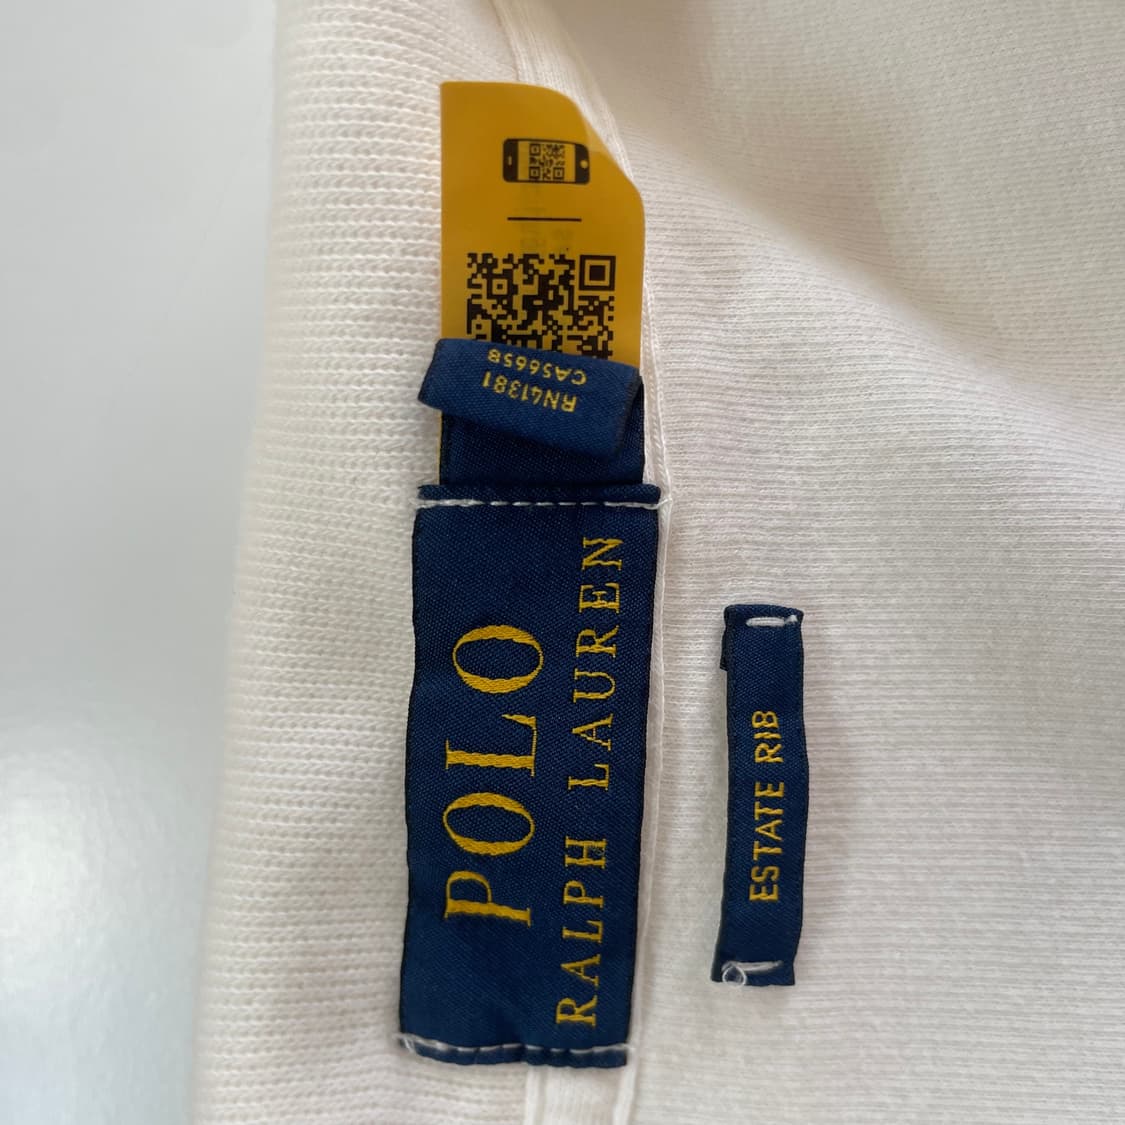 RN41381
CA56658
POLO
RALPH LAUREN
ESTATE RIB